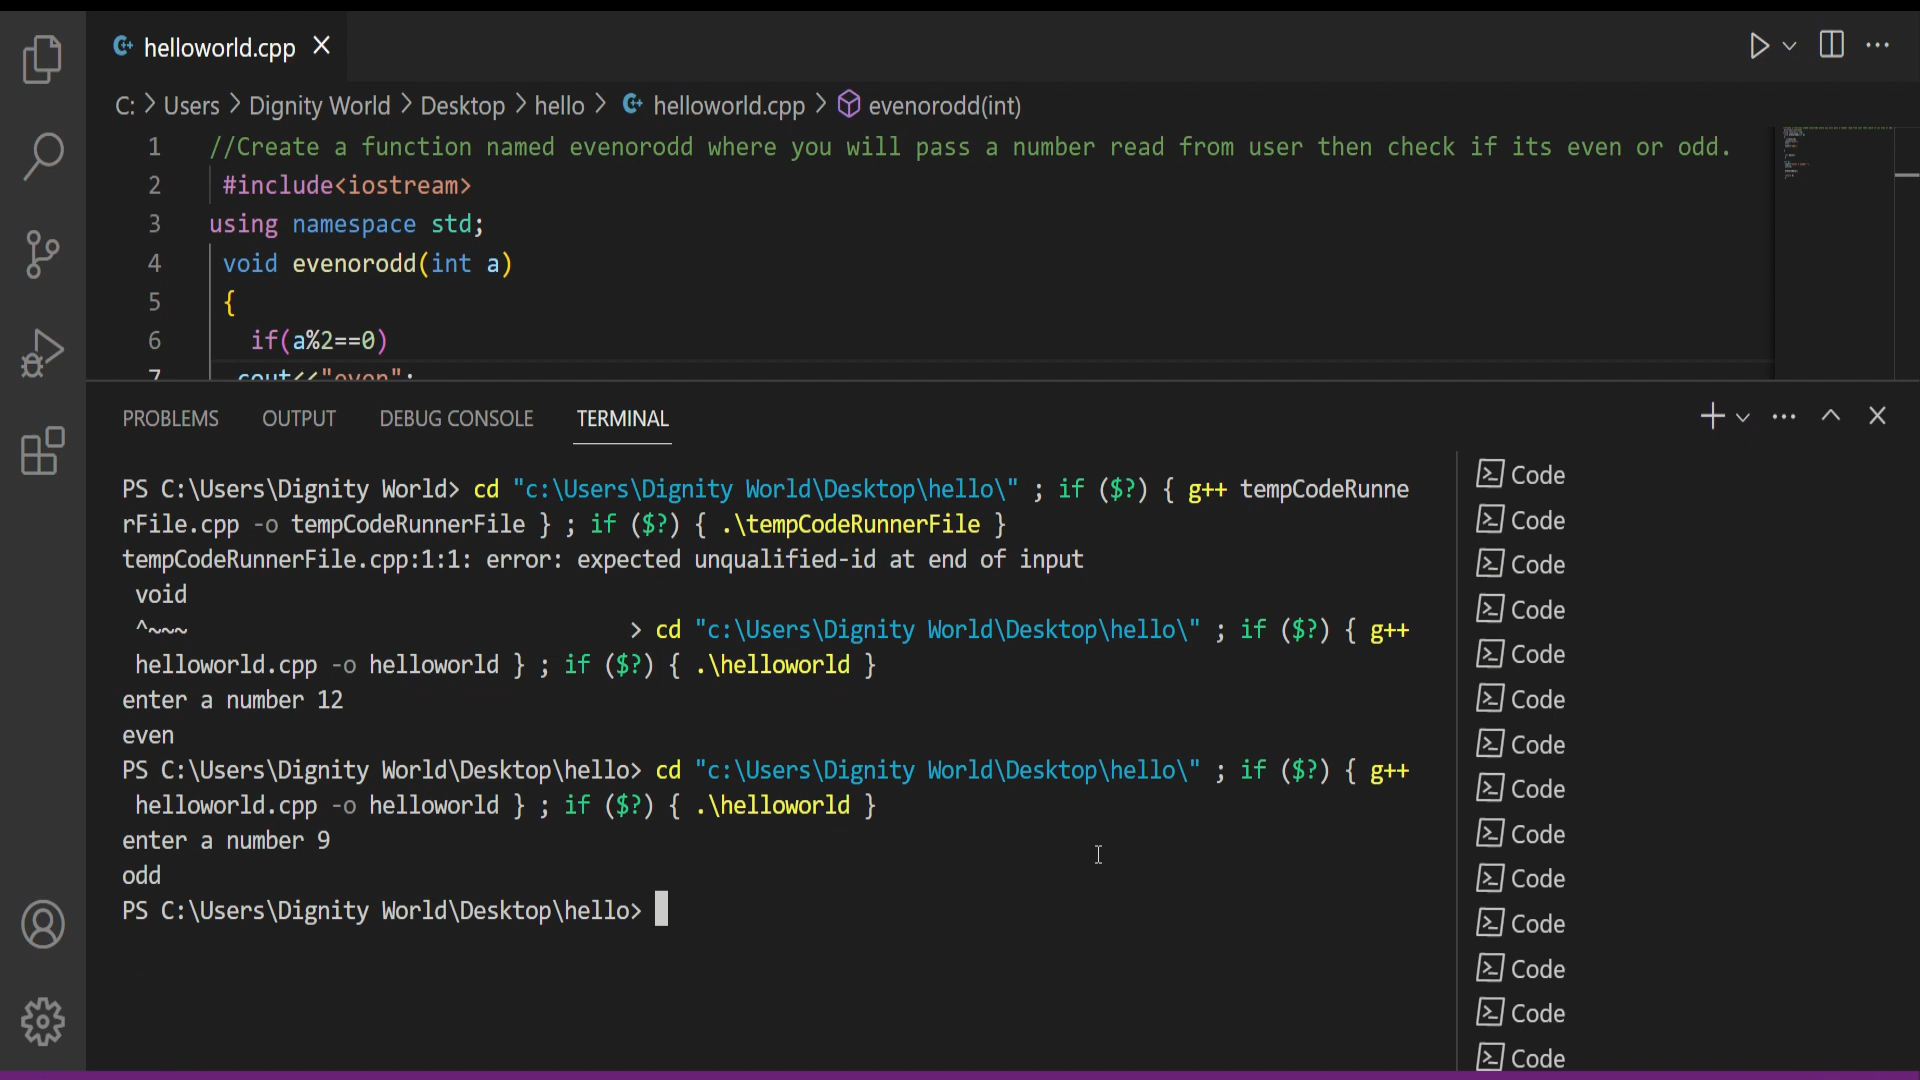 helloworld.cpp
C: > Users > Dignity World > Desktop > hello > helloworld.cpp > evenorodd(int)
1 //Create a function named evenorodd where you will pass a number read from user then check if its even or odd.
2 #include<iostream>
3 using namespace std;
4 void evenorodd(int a)
5 {
6 if(a%2==0)
7 cout<<"even";
PROBLEMS OUTPUT DEBUG CONSOLE TERMINAL
PS C:\Users\Dignity World> cd "c:\Users\Dignity World\Desktop\hello\" ; if ($?) { g++ tempCodeRunne
rFile.cpp -o tempCodeRunnerFile } ; if ($?) { .\tempCodeRunnerFile }
tempCodeRunnerFile.cpp:1:1: error: expected unqualified-id at end of input
void
^~~~ > cd "c:\Users\Dignity World\Desktop\hello\" ; if ($?) { g++
helloworld.cpp -o helloworld } ; if ($?) { .\helloworld }
enter a number 12
even
PS C:\Users\Dignity World\Desktop\hello> cd "c:\Users\Dignity World\Desktop\hello\" ; if ($?) { g++
helloworld.cpp -o helloworld } ; if ($?) { .\helloworld }
enter a number 9
odd
PS C:\Users\Dignity World\Desktop\hello>
Code
Code
Code
Code
Code
Code
Code
Code
Code
Code
Code
Code
Code
Code